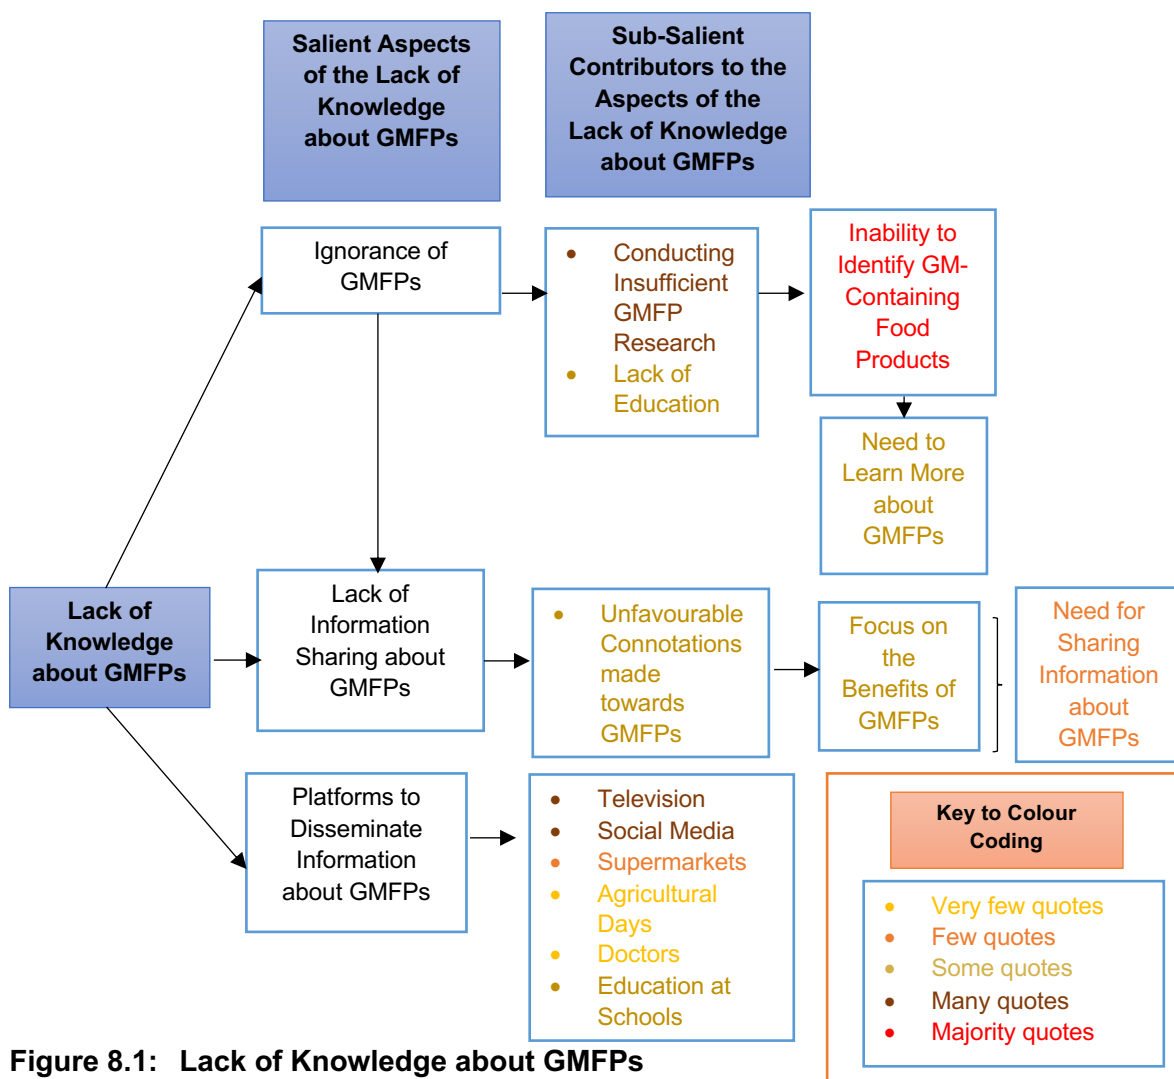 Salient Aspects
of the Lack of
Knowledge
about GMFPs
Sub-Salient
Contributors to the
Aspects of the
Lack of Knowledge
about GMFPs
Ignorance of
GMFPs
• Conducting
Insufficient
GMFP
Research
• Lack of
Education
Inability to
Identify GM-
Containing
Food
Products
Need to
Learn More
about
GMFPs
Lack of
Knowledge
about GMFPs
Lack of
Information
Sharing about
GMFPs
• Unfavourable
Connotations
made
towards
GMFPs
Focus on
the
Benefits of
GMFPs
Need for
Sharing
Information
about
GMFPs
Platforms to
Disseminate
Information
about GMFPs
• Television
• Social Media
• Supermarkets
• Agricultural
Days
• Doctors
• Education at
Schools
Key to Colour
Coding
• Very few quotes
• Few quotes
• Some quotes
• Many quotes
• Majority quotes
Figure 8.1: Lack of Knowledge about GMFPs